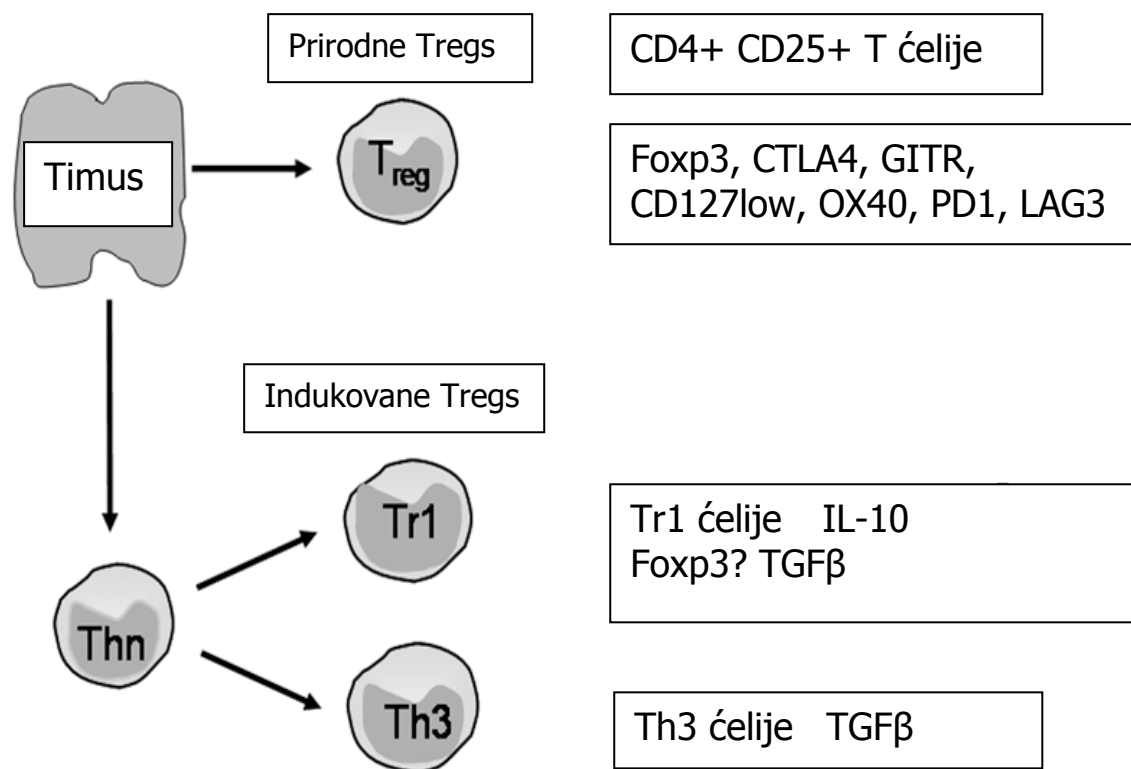 Prirodne Tregs
CD4+ CD25+ T ćelije
Timus
Treg
Foxp3, CTLA4, GITR,
CD127low, OX40, PD1, LAG3
Indukovane Tregs
Tr1
Tr1 ćelije IL-10
Foxp3? TGFβ
Thn
Th3
Th3 ćelije TGFβ